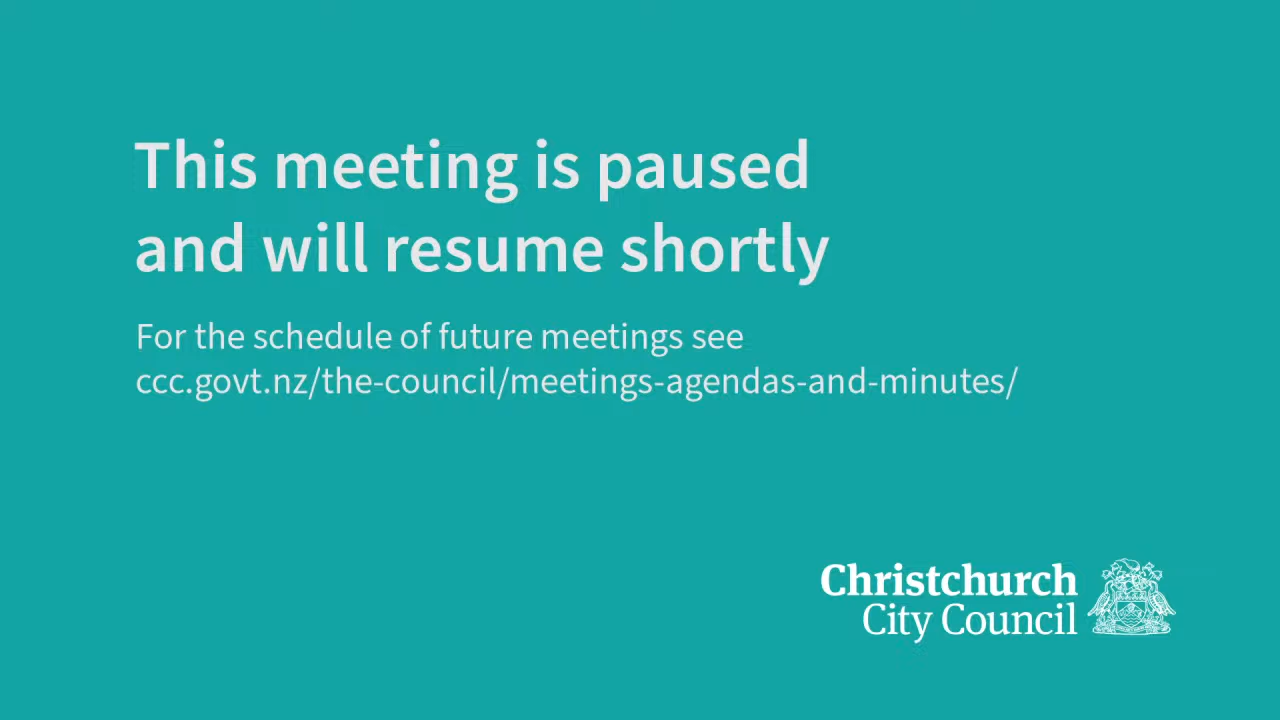 This meeting is paused
and will resume shortly
For the schedule of future meetings see
ccc.govt.nz/the-council/meetings-agendas-and-minutes/
Christchurch
City Council